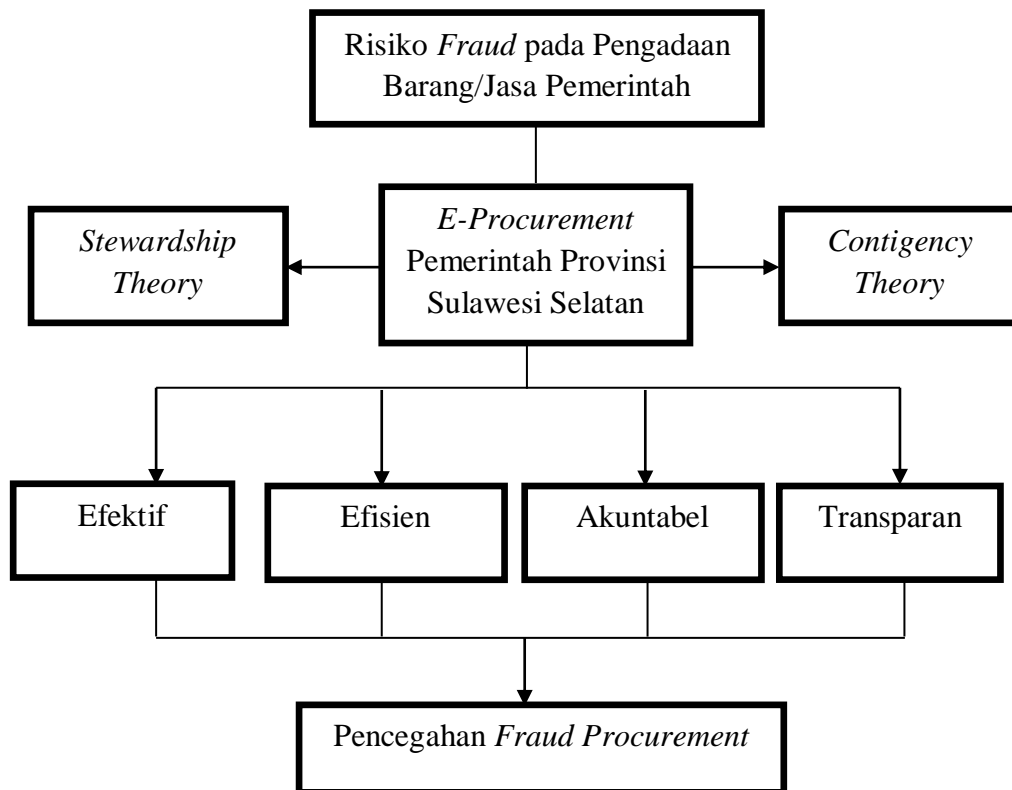 Risiko Fraud pada Pengadaan
Barang/Jasa Pemerintah
Stewardship
Theory
E-Procurement
Pemerintah Provinsi
Sulawesi Selatan
Contigency
Theory
Efektif
Efisien
Akuntabel
Transparan
Pencegahan Fraud Procurement